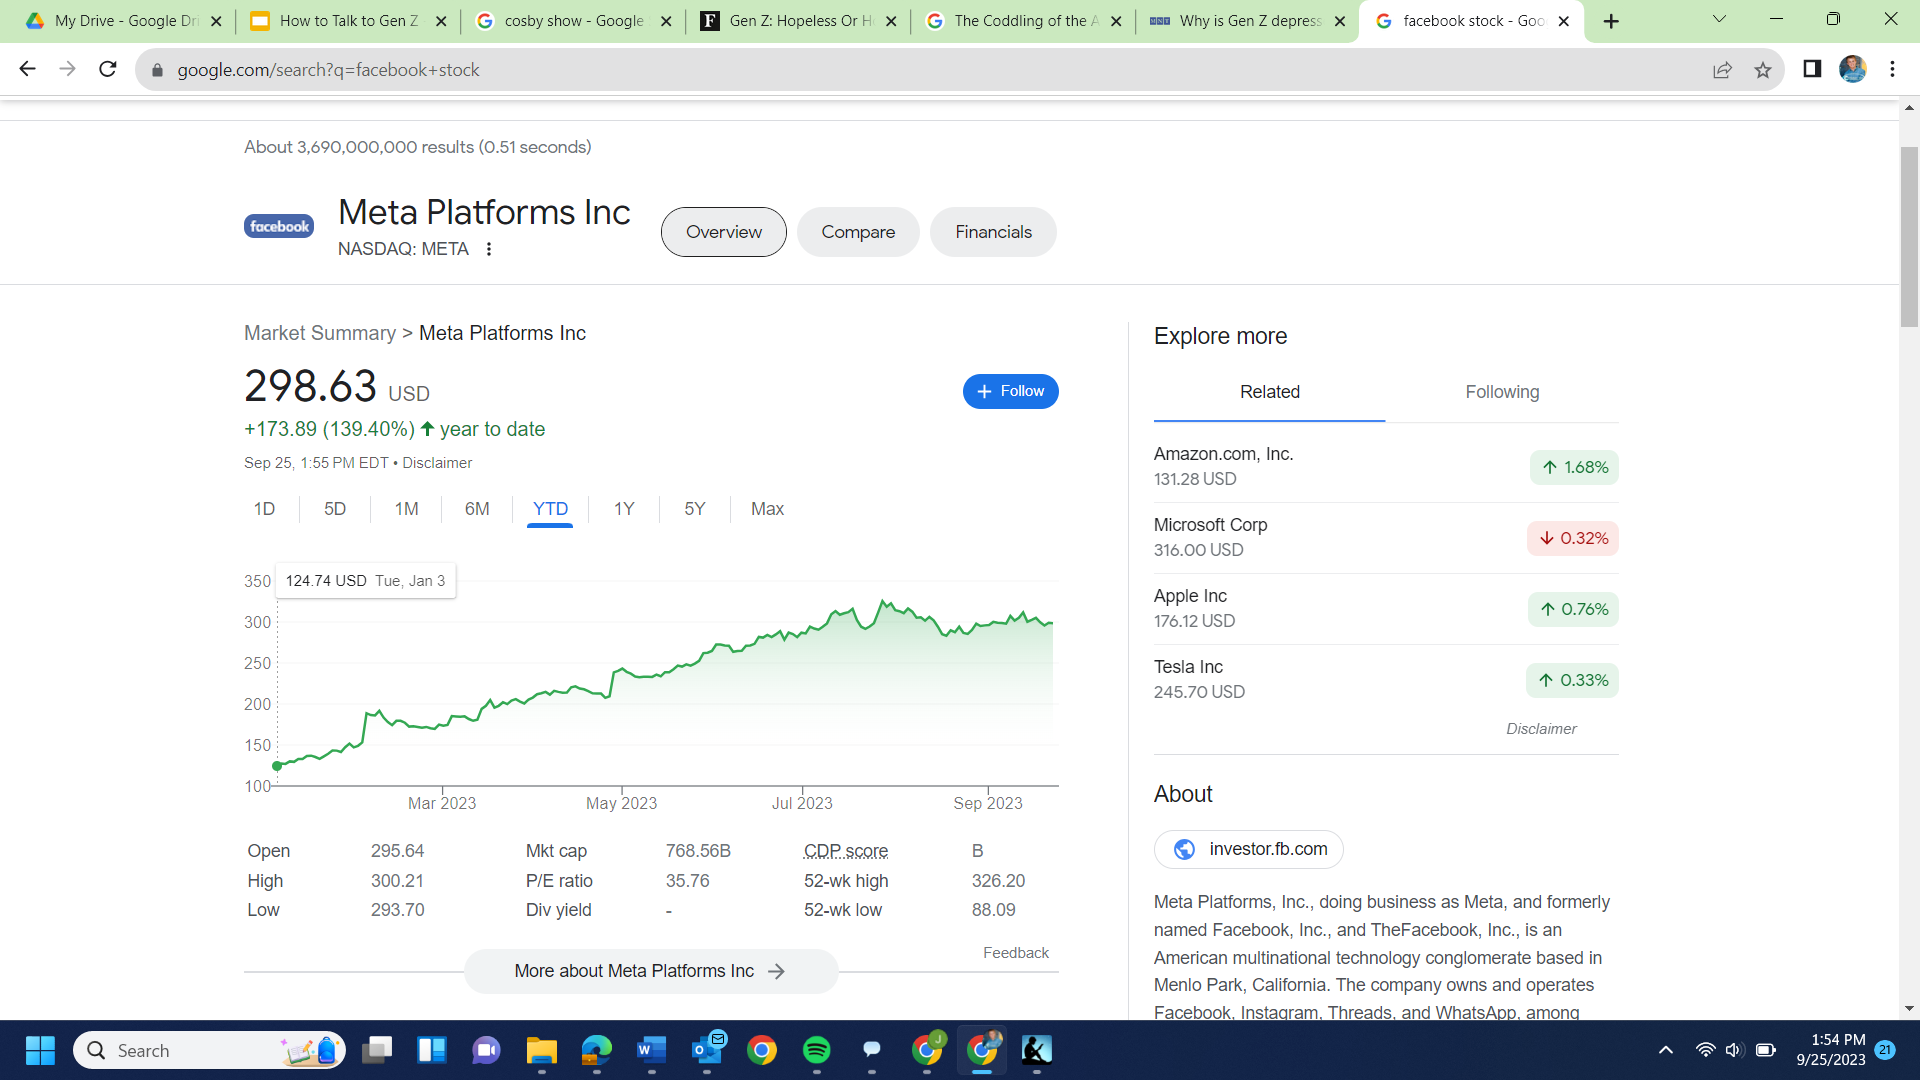 My Drive - Google Dri
How to Talk to Gen Z -
cosby show - Google
Gen Z: Hopeless Or H
The Coddling of the A
Why is Gen Z depress
facebook stock - Goo
google.com/search?q=facebook+stock
About 3,690,000,000 results (0.51 seconds)
facebook
Meta Platforms Inc
NASDAQ: META
Overview
Compare
Financials
Market Summary > Meta Platforms Inc
298.63 USD
+ Follow
+173.89 (139.40%) ↑ year to date
Sep 25, 1:55 PM EDT • Disclaimer
1D 5D 1M 6M YTD 1Y 5Y Max
124.74 USD Tue, Jan 3
350
300
250
200
150
100
Mar 2023 May 2023 Jul 2023 Sep 2023
Open 295.64 Mkt cap 768.56B CDP score B
High 300.21 P/E ratio 35.76 52-wk high 326.20
Low 293.70 Div yield - 52-wk low 88.09
Feedback
More about Meta Platforms Inc →
Explore more
Related Following
Amazon.com, Inc.
131.28 USD
↑ 1.68%
Microsoft Corp
316.00 USD
↓ 0.32%
Apple Inc
176.12 USD
↑ 0.76%
Tesla Inc
245.70 USD
↑ 0.33%
Disclaimer
About
investor.fb.com
Meta Platforms, Inc., doing business as Meta, and formerly
named Facebook, Inc., and TheFacebook, Inc., is an
American multinational technology conglomerate based in
Menlo Park, California. The company owns and operates
Facebook, Instagram, Threads, and WhatsApp, among
Search
1:54 PM
9/25/2023
21